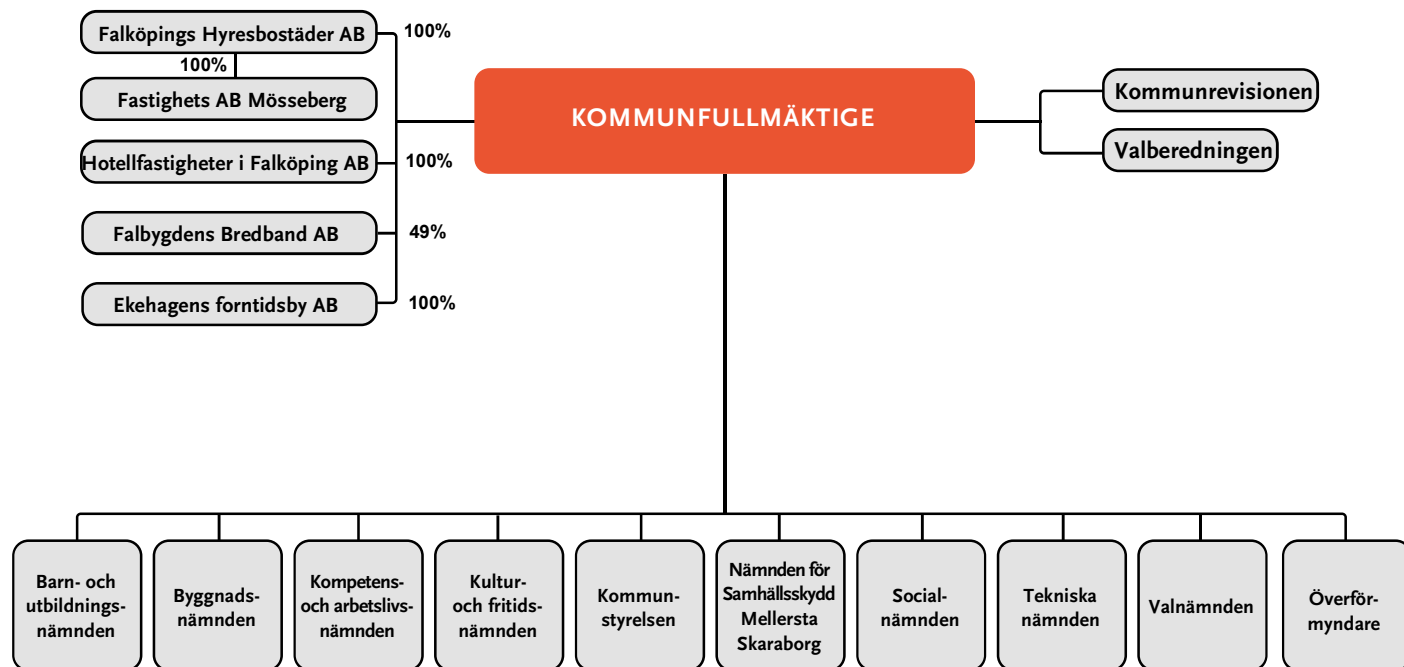 Falköpings Hyresbostäder AB
100%
100%
Fastighets AB Mösseberg
Hotellfastigheter i Falköping AB
100%
Falbygdens Bredband AB
49%
Ekehagens forntidsby AB
100%
KOMMUNFULLMÄKTIGE
Kommunrevisionen
Valberedningen
Barn- och
utbildnings-
nämnden
Byggnads-
nämnden
Kompetens-
och arbetslivs-
nämnden
Kultur-
och fritids-
nämnden
Kommun-
styrelsen
Nämnden för
Samhällsskydd
Mellersta
Skaraborg
Social-
nämnden
Tekniska
nämnden
Valnämnden
Överför-
myndare